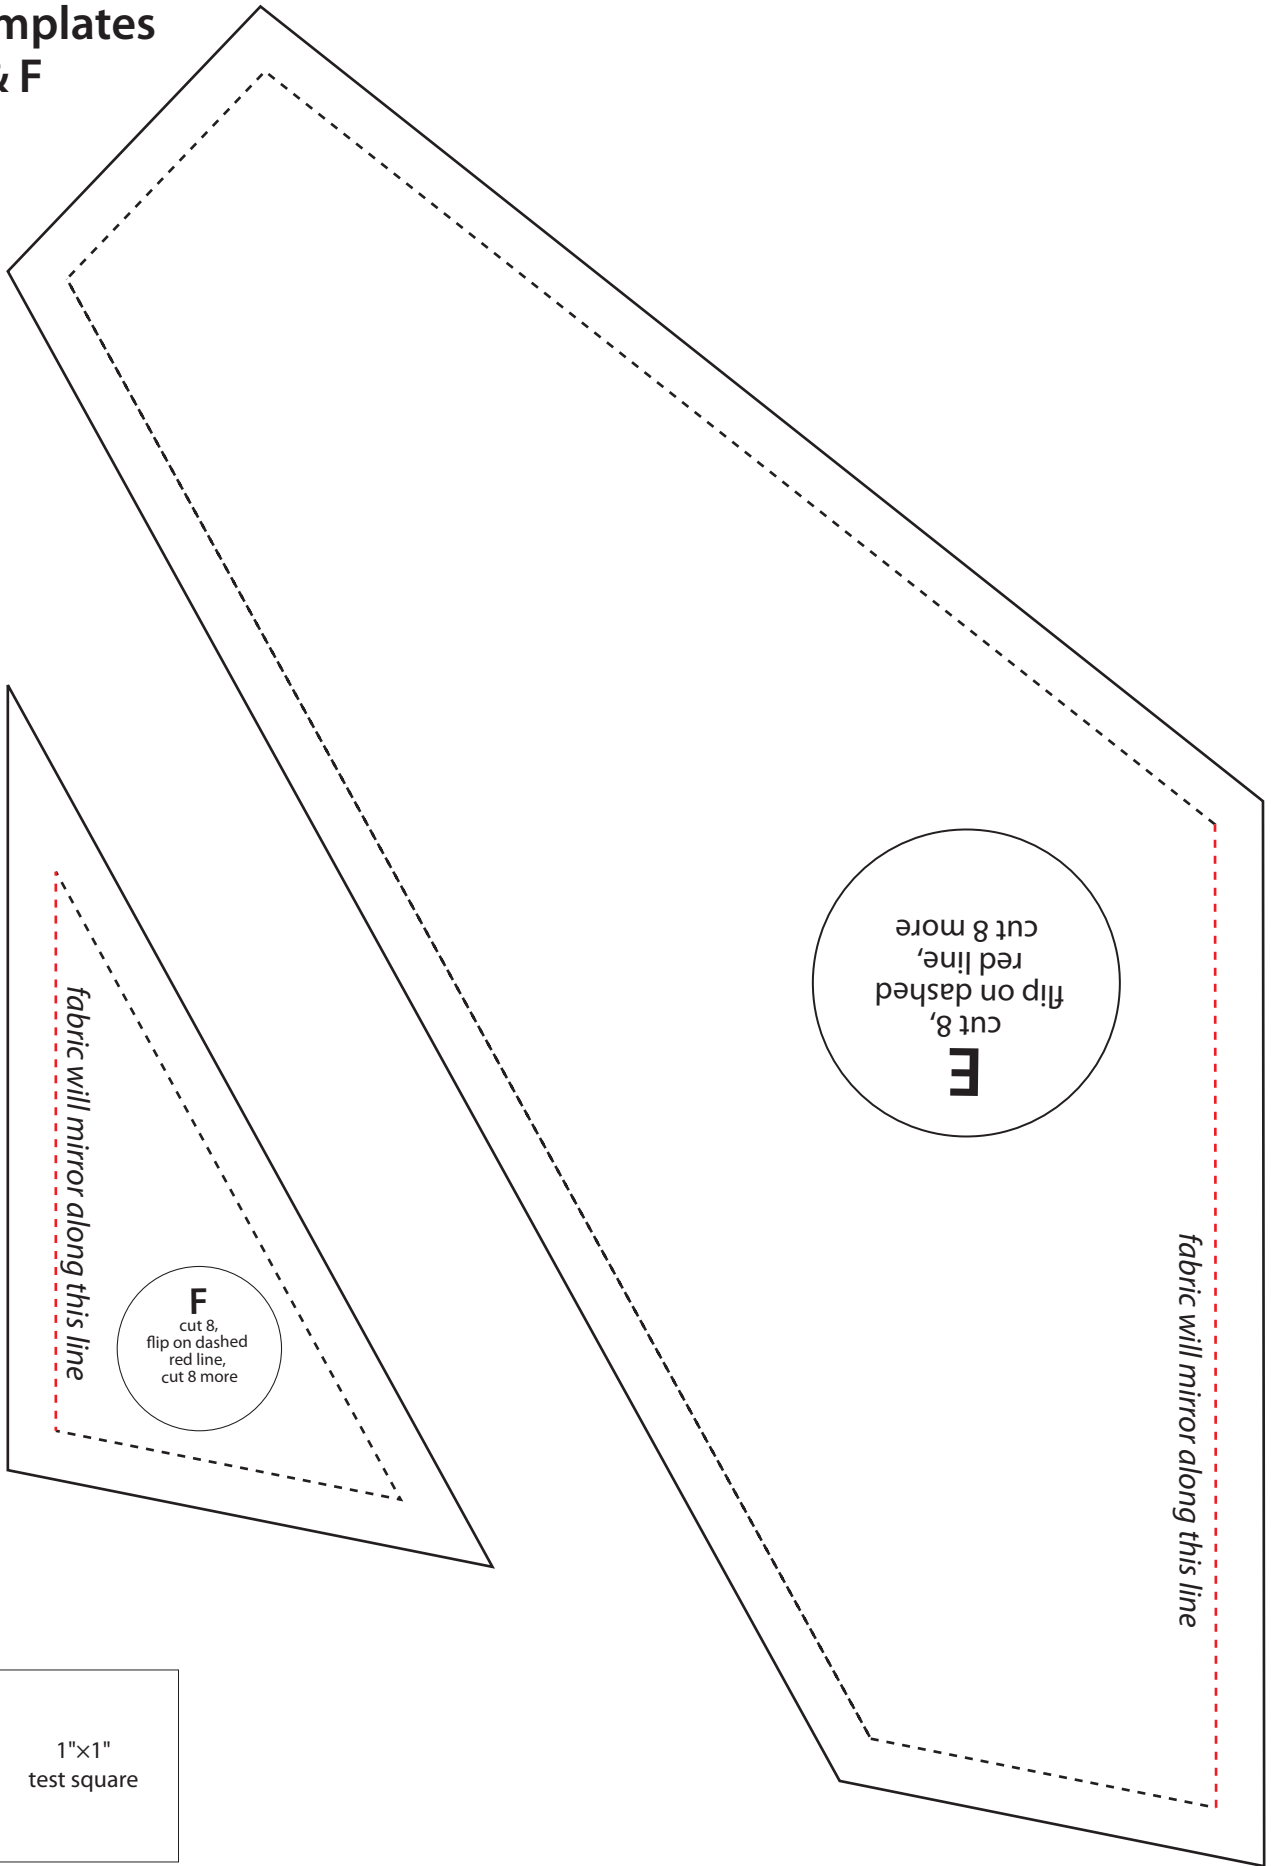 mplates
& F
E
cut 8,
flip on dashed
red line,
cut 8 more
fabric will mirror along this line
fabric will mirror along this line
F
cut 8,
flip on dashed
red line,
cut 8 more
1"×1"
test square